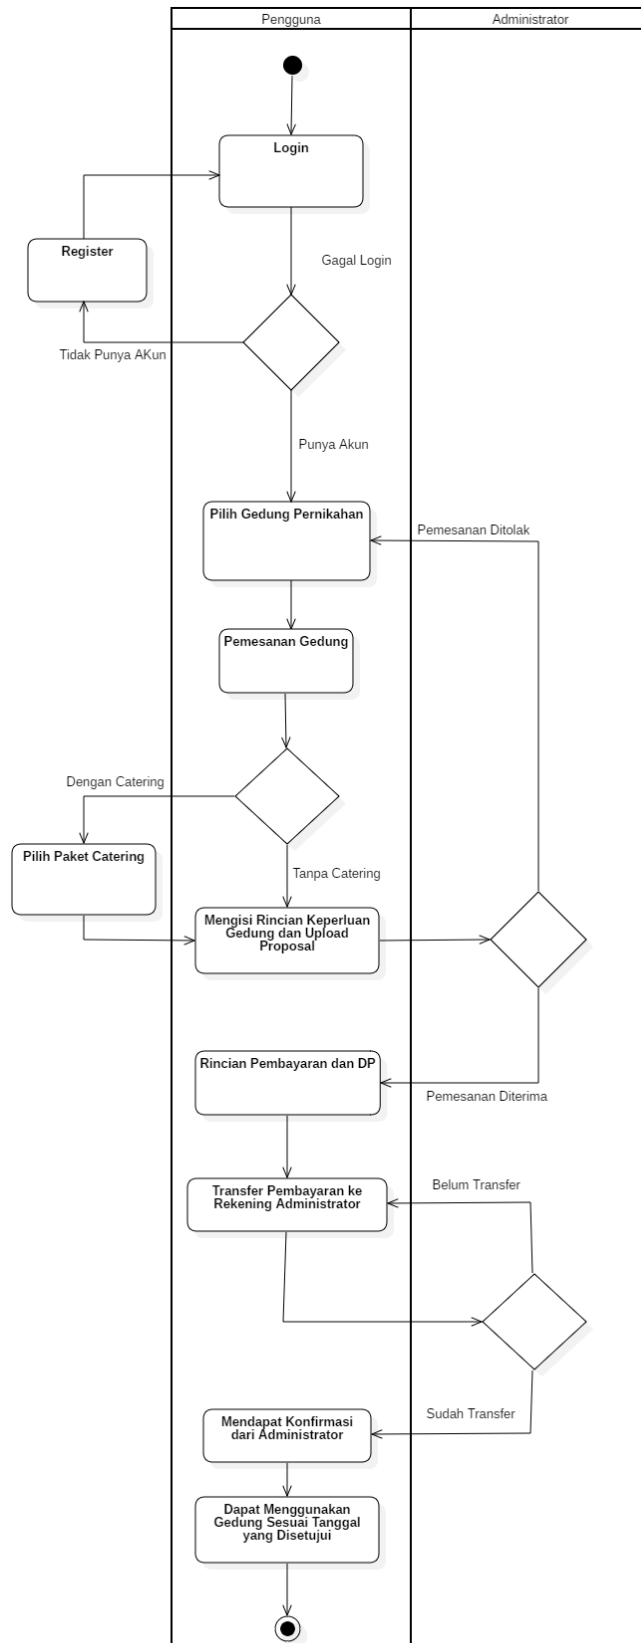 Pengguna
Administrator
Login
Register
Gagal Login
Tidak Punya AKun
Punya Akun
Pilih Gedung Pernikahan
Pemesanan Ditolak
Pemesanan Gedung
Dengan Catering
Pilih Paket Catering
Tanpa Catering
Mengisi Rincian Keperluan
Gedung dan Upload
Proposal
Rincian Pembayaran dan DP
Pemesanan Diterima
Transfer Pembayaran ke
Rekening Administrator
Belum Transfer
Sudah Transfer
Mendapat Konfirmasi
dari Administrator
Dapat Menggunakan
Gedung Sesuai Tanggal
yang Disetujui